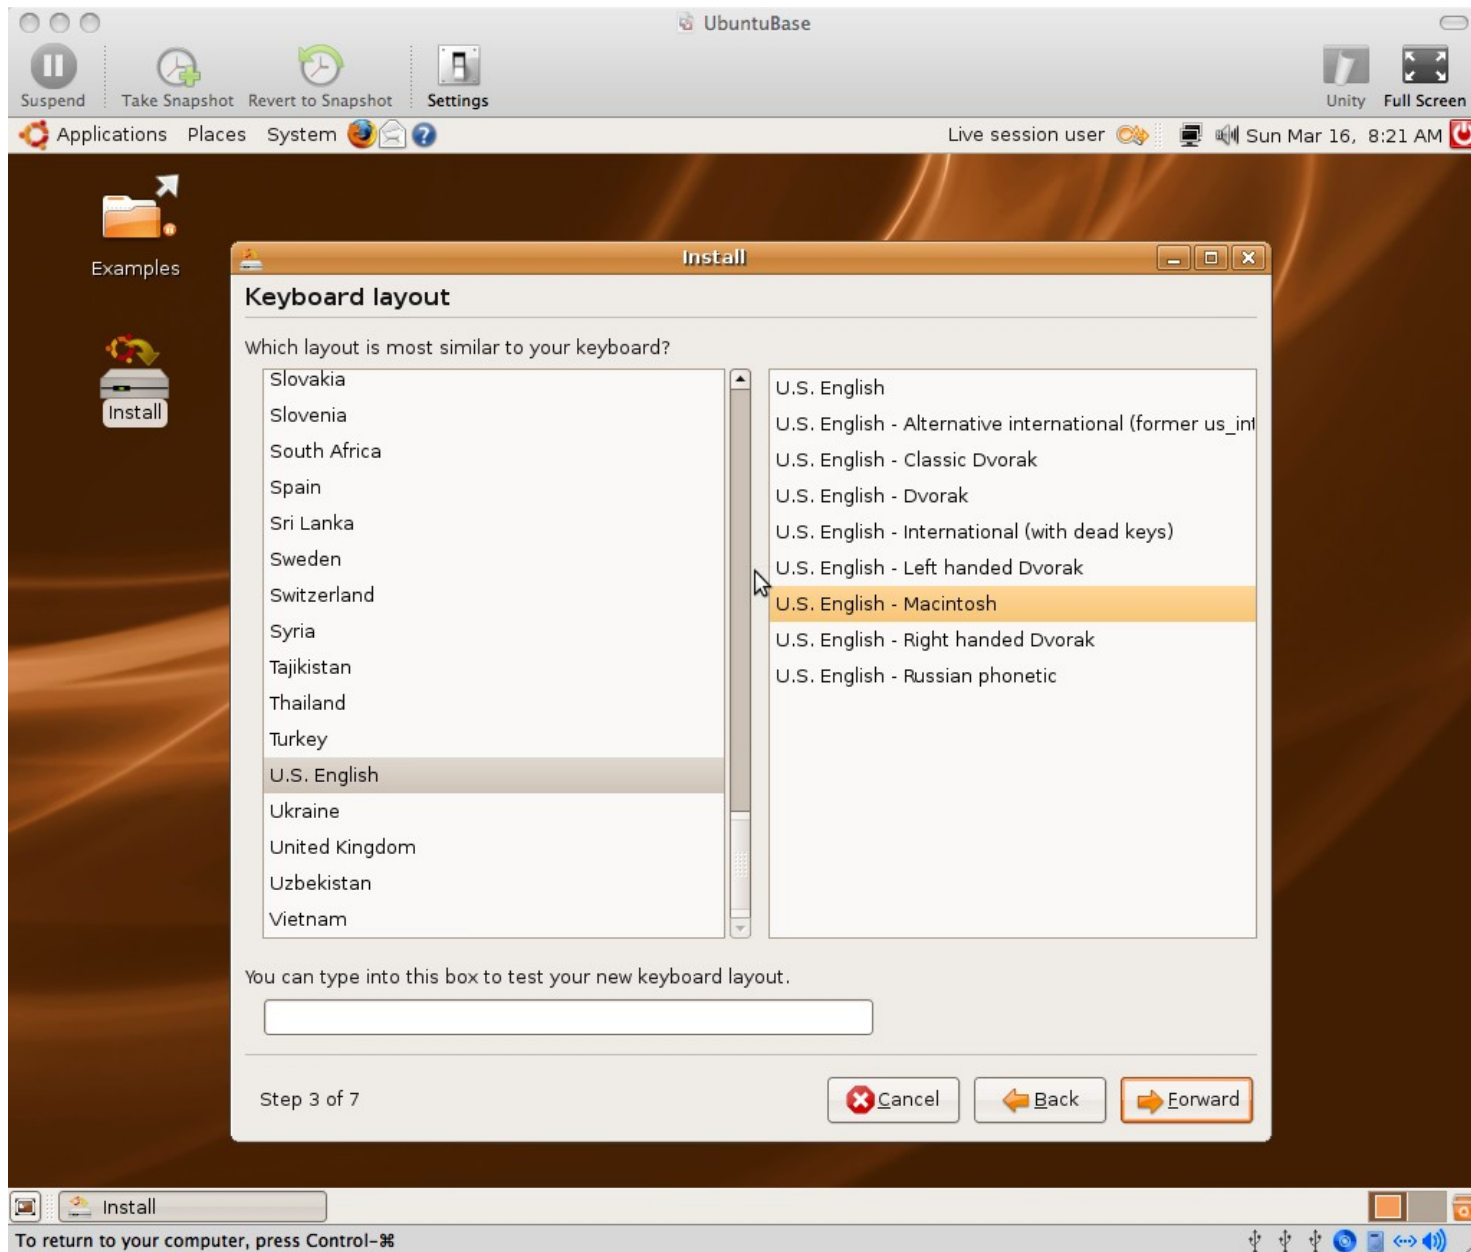 UbuntuBase
Suspend Take Snapshot Revert to Snapshot Settings Unity Full Screen
Applications Places System Live session user Sun Mar 16, 8:21 AM
Examples
Install
Install
Keyboard layout
Which layout is most similar to your keyboard?
Slovakia
Slovenia
South Africa
Spain
Sri Lanka
Sweden
Switzerland
Syria
Tajikistan
Thailand
Turkey
U.S. English
Ukraine
United Kingdom
Uzbekistan
Vietnam
U.S. English
U.S. English - Alternative international (former us_int
U.S. English - Classic Dvorak
U.S. English - Dvorak
U.S. English - International (with dead keys)
U.S. English - Left handed Dvorak
U.S. English - Macintosh
U.S. English - Right handed Dvorak
U.S. English - Russian phonetic
You can type into this box to test your new keyboard layout.
Step 3 of 7 Cancel Back Forward
Install
To return to your computer, press Control-⌘